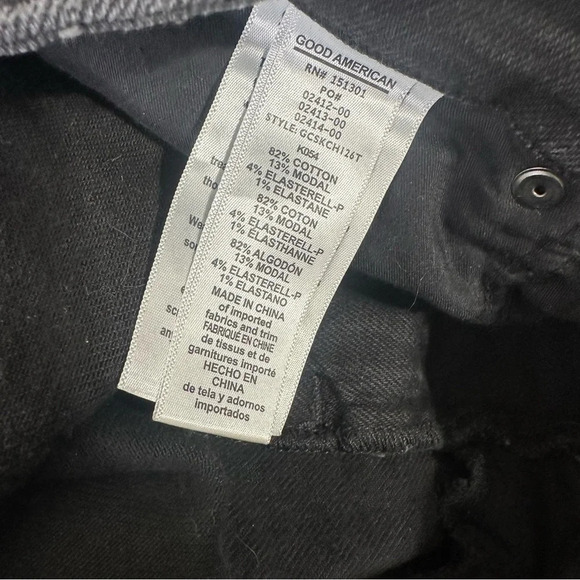 GOOD AMERICAN
RN# 151301
PO#
02412-00
02413-00
02414-00
STYLE: GCSKCHI26T
K054
82% COTTON
13% MODAL
4% ELASTERELL-P
1% ELASTANE
82% COTON
13% MODAL
4% ELASTERELL-P
1% ELASTHANNE
82% ALGODÓN
13% MODAL
4% ELASTERELL-P
1% ELASTANO
MADE IN CHINA
of imported
fabrics and trim
FABRIQUÉ EN CHINE
de tissus et de
garnitures importé
HECHO EN
CHINA
de tela y adornos
importados